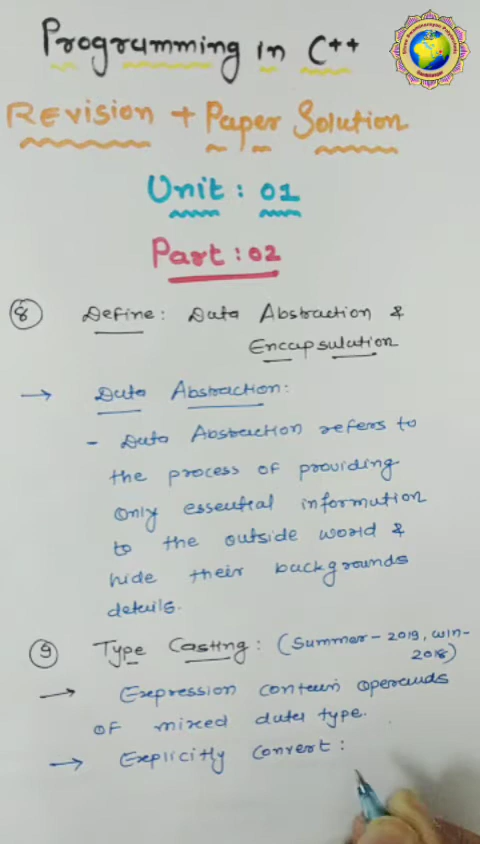 Programming in C++
Revision + Paper Solution
Unit : 01
Part : 02
8 Define : Data Abstraction &
Encapsulation
→ Data Abstraction :
- Data Abstraction refers to
the process of providing
only essential information
to the outside world &
hide their backgrounds
details.
9 Type Casting : (Summer-2019, win-
2018)
→ Expression contain operands
of mixed data type.
→ Explicitly Convert :